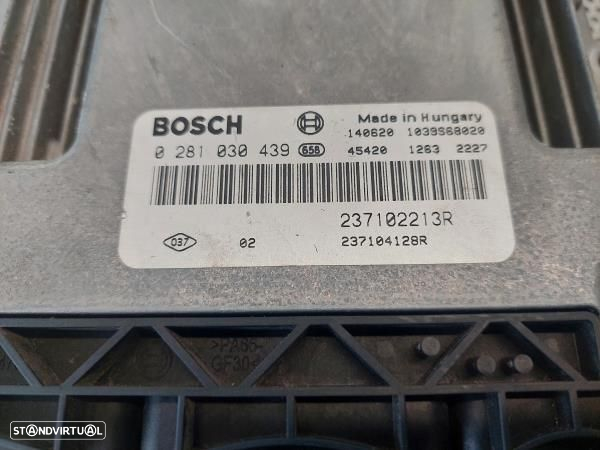 BOSCH
Made in Hungary
140620 1039S68020
0 281 030 439 658 45420 1263 2227
237102213R
037 02 237104128R
>PA66-
GF30<
STANDVIRTUAL